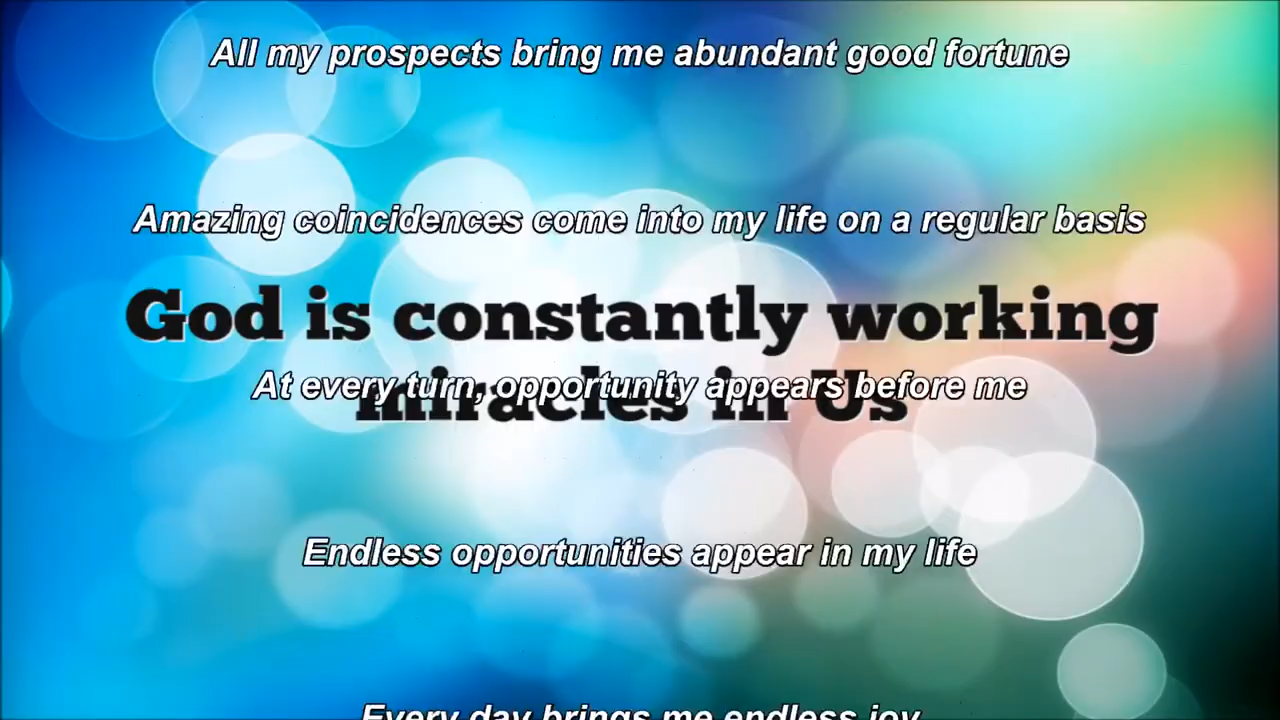 All my prospects bring me abundant good fortune
Amazing coincidences come into my life on a regular basis
God is constantly working
At every turn, opportunity appears before me
miracles in Us
Endless opportunities appear in my life
Every day brings me endless joy